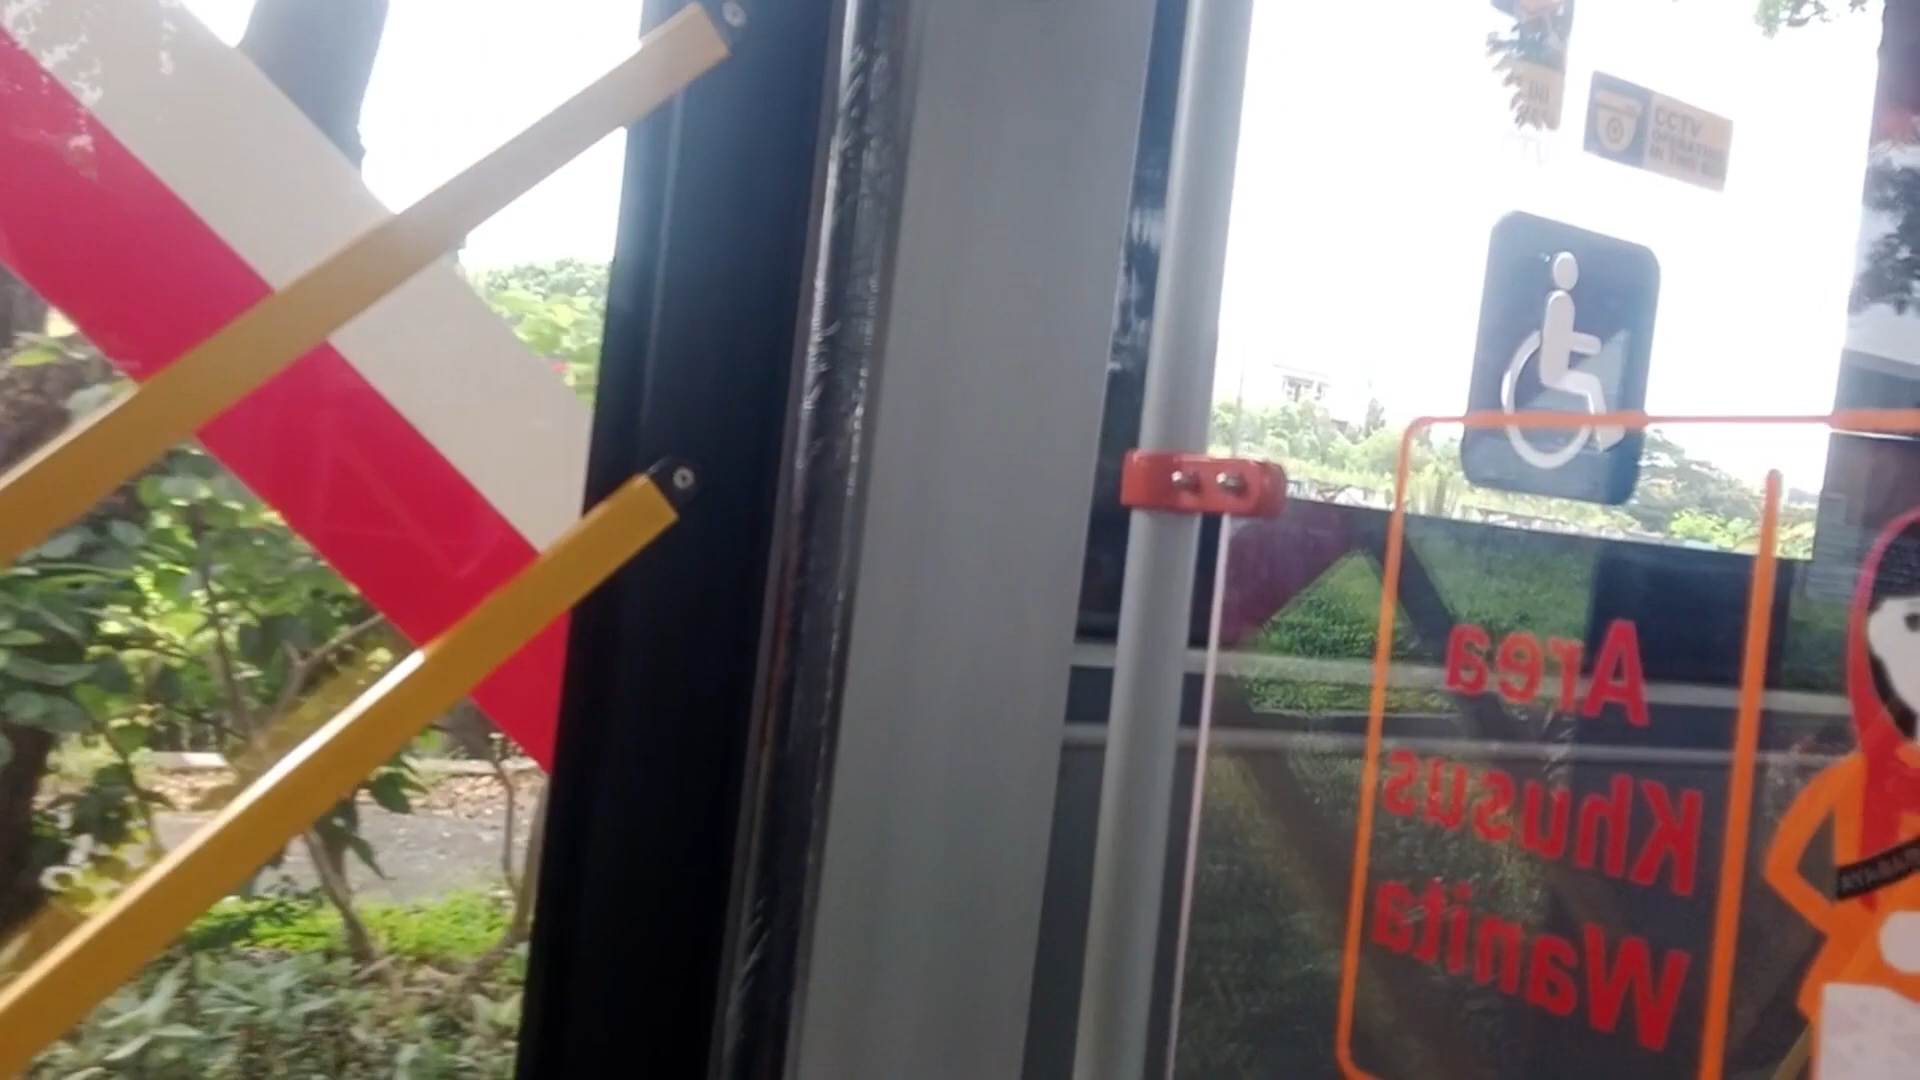 CCTV
OPERATING
IN THIS BUS
Area
Khusus
Wanita